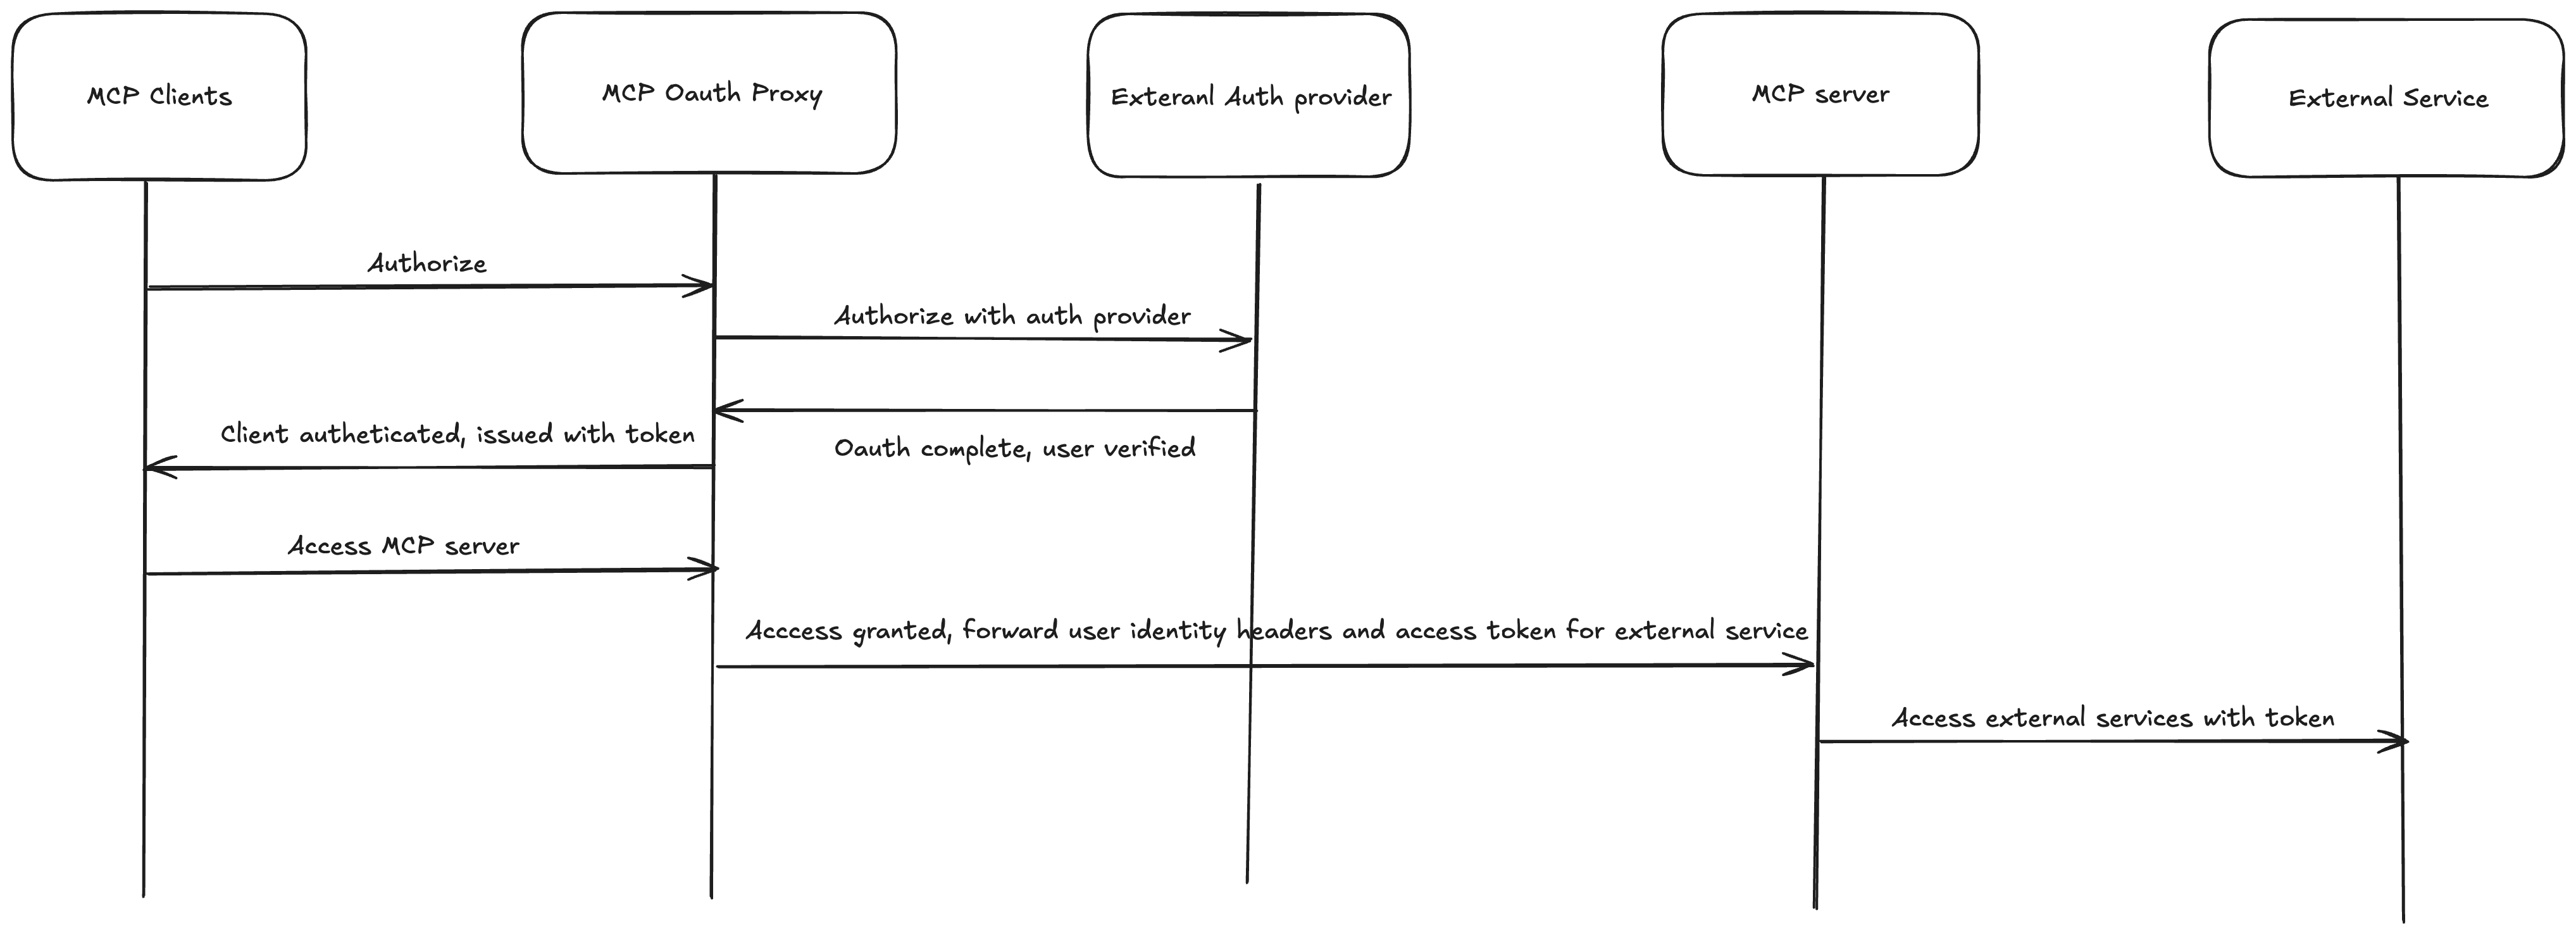 MCP Clients
MCP Oauth Proxy
Exteranl Auth provider
MCP server
External Service
Authorize
Authorize with auth provider
Client autheticated, issued with token
Oauth complete, user verified
Access MCP server
Acccess granted, forward user identity headers and access token for external service
Access external services with token